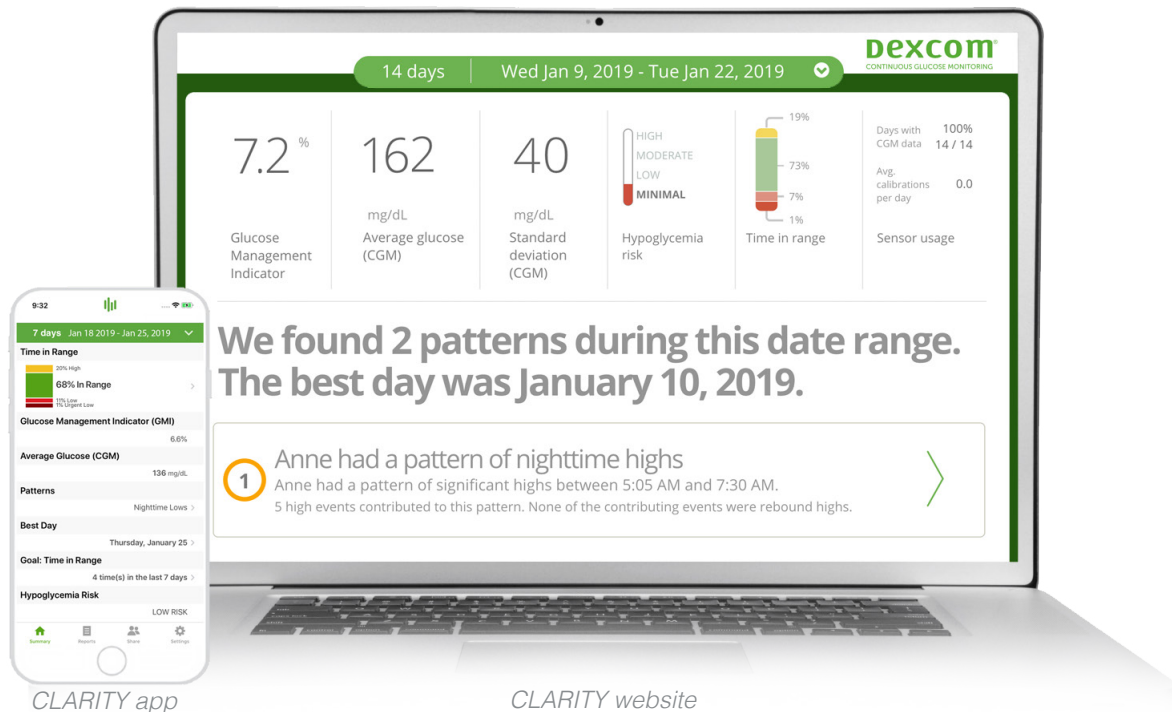 Dexcom
CONTINUOUS GLUCOSE MONITORING
14 days Wed Jan 9, 2019 - Tue Jan 22, 2019
7.2 %
Glucose
Management
Indicator
162
mg/dL
Average glucose
(CGM)
40
mg/dL
Standard
deviation
(CGM)
HIGH
MODERATE
LOW
MINIMAL
Hypoglycemia
risk
19%
73%
7%
1%
Time in range
Days with 100%
CGM data 14 / 14
Avg.
calibrations 0.0
per day
Sensor usage
We found 2 patterns during this date range.
The best day was January 10, 2019.
1
Anne had a pattern of nighttime highs
Anne had a pattern of significant highs between 5:05 AM and 7:30 AM.
5 high events contributed to this pattern. None of the contributing events were rebound highs.
9:32
7 days Jan 18 2019 - Jan 25, 2019
Time in Range
20% High
68% In Range
11% Low
1% Urgent Low
Glucose Management Indicator (GMI)
6.6%
Average Glucose (CGM)
136 mg/dL
Patterns
Nighttime Lows
Best Day
Thursday, January 25
Goal: Time in Range
4 time(s) in the last 7 days
Hypoglycemia Risk
LOW RISK
Summary Reports Share Settings
CLARITY app
CLARITY website